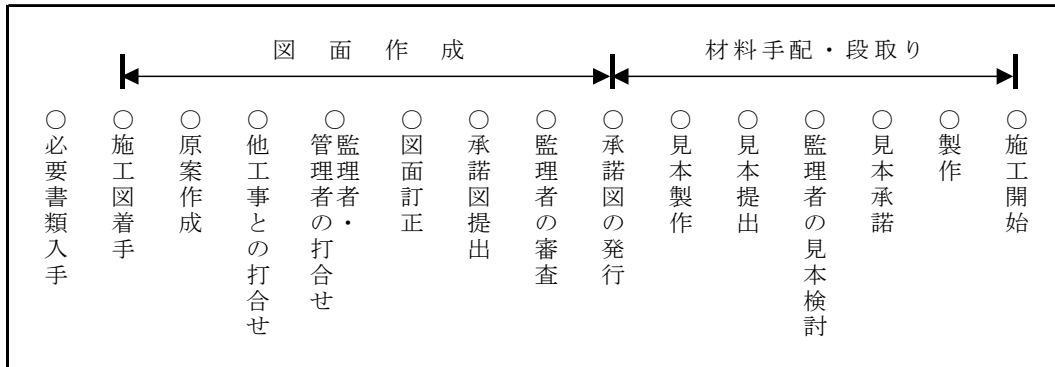 図面作成
材料手配・段取り
○必要書類入手
○施工図着手
○原案作成
○他工事との打合せ
○監理者・
管理者の打合せ
○図面訂正
○承諾図提出
○監理者の審査
○承諾図の発行
○見本製作
○見本提出
○監理者の見本検討
○見本承諾
○製作
○施工開始